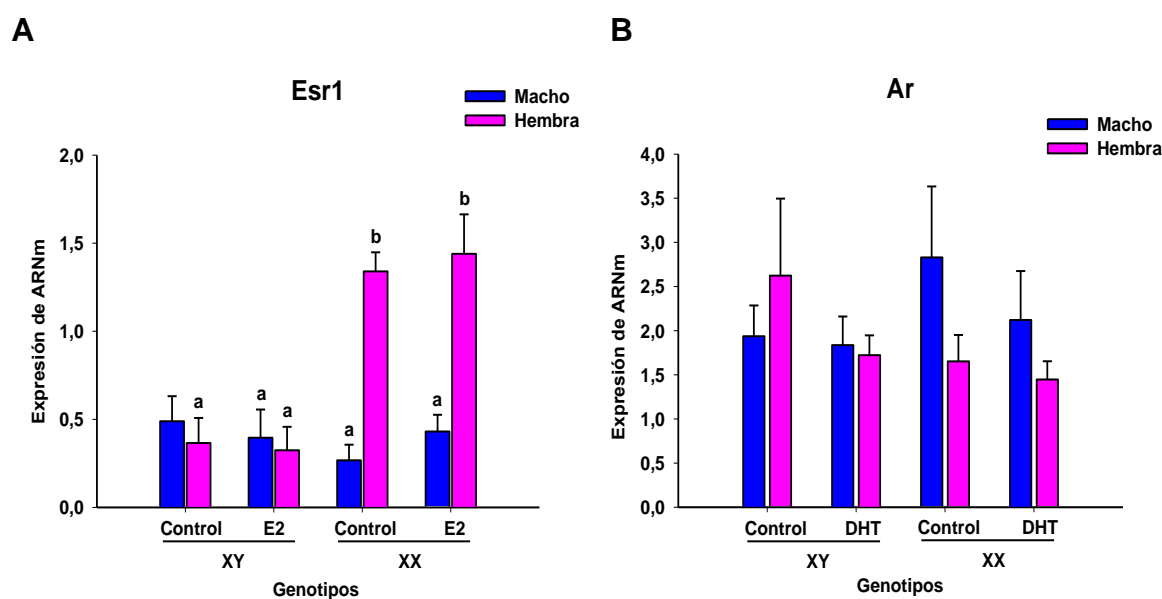 A
Esr1
Macho
Hembra
Expresión de ARNm
2,0
1,5
1,0
0,5
0,0
a
a
a
a
b
a
b
Control
E2
Control
E2
XY
XX
Genotipos
B
Ar
Macho
Hembra
Expresión de ARNm
4,0
3,5
3,0
2,5
2,0
1,5
1,0
0,5
0,0
Control
DHT
Control
DHT
XY
XX
Genotipos